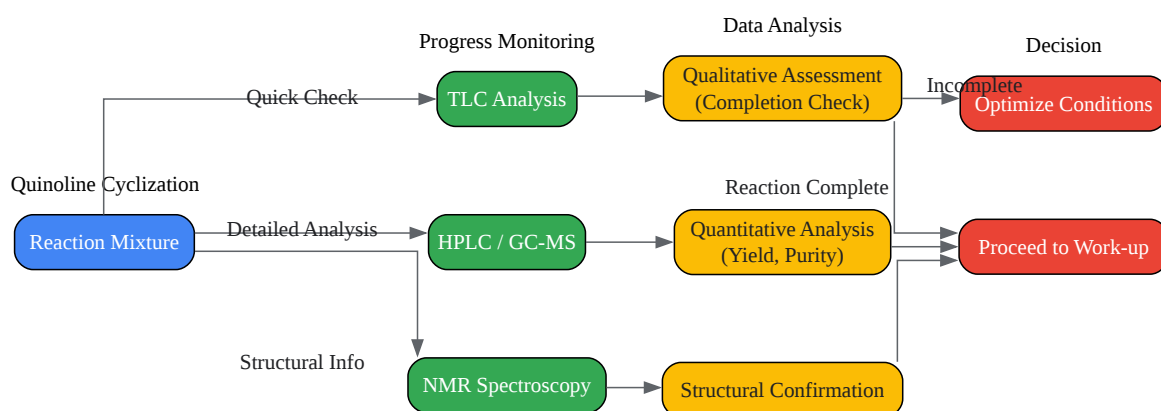 Data Analysis
Progress Monitoring
Decision
Quick Check
TLC Analysis
Qualitative Assessment
(Completion Check)
Incomplete
Optimize Conditions
Quinoline Cyclization
Reaction Mixture
Detailed Analysis
HPLC / GC-MS
Reaction Complete
Quantitative Analysis
(Yield, Purity)
Proceed to Work-up
Structural Info
NMR Spectroscopy
Structural Confirmation